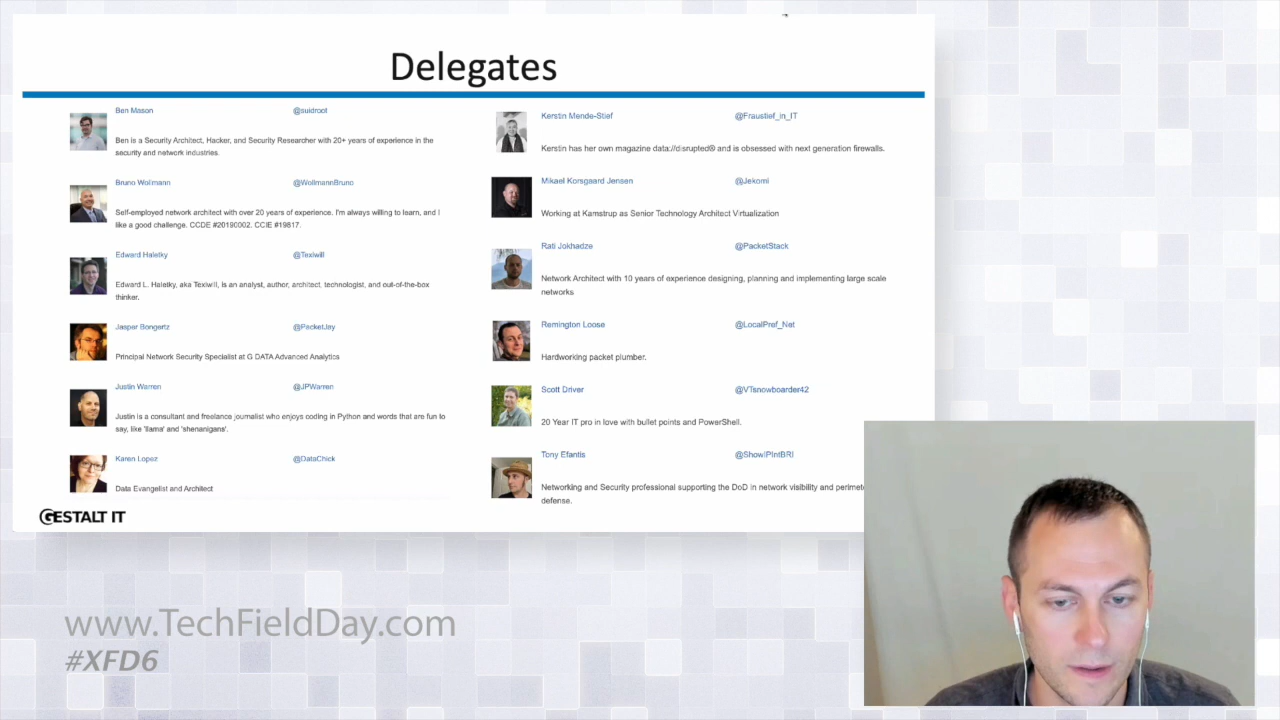 Delegates
Ben Mason @suidroot
Ben is a Security Architect, Hacker, and Security Researcher with 20+ years of experience in the
security and network industries.
Bruno Wollmann @WollmannBruno
Self-employed network architect with over 20 years of experience. I'm always willing to learn, and I
like a good challenge. CCDE #20190002. CCIE #19817.
Edward Haletky @Texiwill
Edward L. Haletky, aka Texiwill, is an analyst, author, architect, technologist, and out-of-the-box
thinker.
Jasper Bongertz @PacketJay
Principal Network Security Specialist at G DATA Advanced Analytics
Justin Warren @JPWarren
Justin is a consultant and freelance journalist who enjoys coding in Python and words that are fun to
say, like 'llama' and 'shenanigans'.
Karen Lopez @DataChick
Data Evangelist and Architect
Kerstin Mende-Stief @Fraustief_in_IT
Kerstin has her own magazine data://disrupted® and is obsessed with next generation firewalls.
Mikael Korsgaard Jensen @Jekomi
Working at Kamstrup as Senior Technology Architect Virtualization
Rati Jokhadze @PacketStack
Network Architect with 10 years of experience designing, planning and implementing large scale
networks
Remington Loose @LocalPref_Net
Hardworking packet plumber.
Scott Driver @VTsnowboarder42
20 Year IT pro in love with bullet points and PowerShell.
Tony Efantis @ShowIPIntBRI
Networking and Security professional supporting the DoD in network visibility and perimete
defense.
GESTALT IT
www.TechFieldDay.com
#XFD6